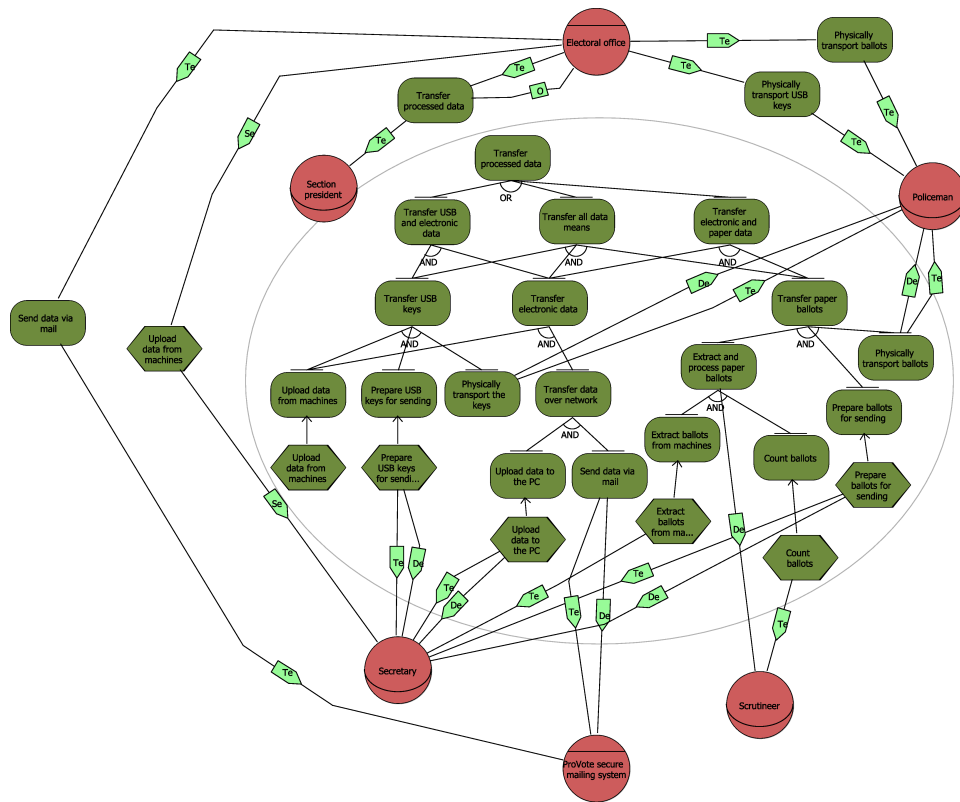 Te
Electoral office
Te
Physically
transport ballots
Te
Te
Te
O
Physically
transport USB
keys
Transfer
processed data
Te
Se
Te
Te
Transfer
processed data
Section
president
OR
Policeman
Transfer USB
and electronic
data
Transfer all data
means
Transfer
electronic and
paper data
AND
AND
AND
De
Te
De
Te
Transfer USB
keys
Transfer
electronic data
Transfer paper
ballots
Send data via
mail
Upload
data from
machines
AND
AND
AND
Physically
transport ballots
Extract and
process paper
ballots
Upload data
from machines
Prepare USB
keys for sending
Physically
transport the
keys
Transfer data
over network
Prepare ballots
for sending
AND
AND
Extract ballots
from machines
Count ballots
Upload
data from
machines
Prepare
USB keys
for sendi...
Upload data to
the PC
Send data via
mail
Prepare
ballots for
sending
Se
Extract
ballots
from ma...
Upload
data to
the PC
De
Count
ballots
Te
De
Te
De
Te
De
Te
Te
De
Te
De
Te
Secretary
Te
Scrutineer
ProVote secure
mailing system